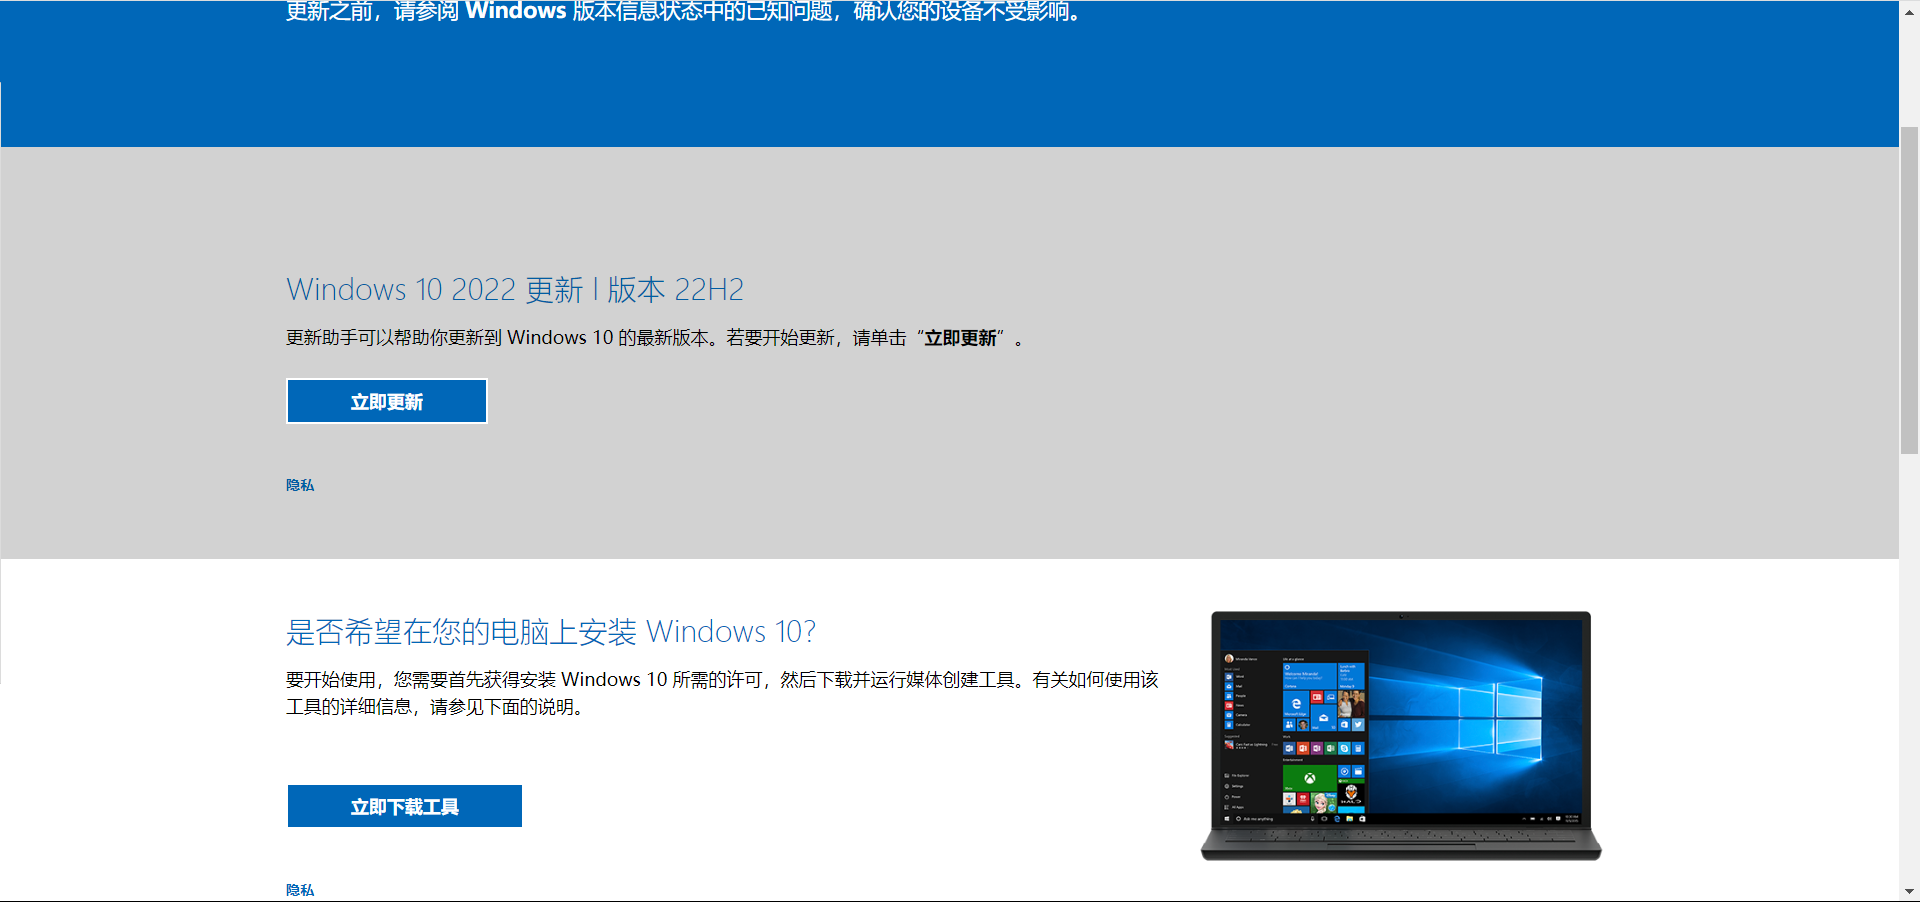 更新之前，请参阅 Windows 版本信息状态中的已知问题，确认您的设备不受影响。
Windows 10 2022 更新 l 版本 22H2
更新助手可以帮助你更新到 Windows 10 的最新版本。若要开始更新，请单击“立即更新”。
立即更新
隐私
是否希望在您的电脑上安装 Windows 10？
要开始使用，您需要首先获得安装 Windows 10 所需的许可，然后下载并运行媒体创建工具。有关如何使用该
工具的详细信息，请参见下面的说明。
立即下载工具
隐私